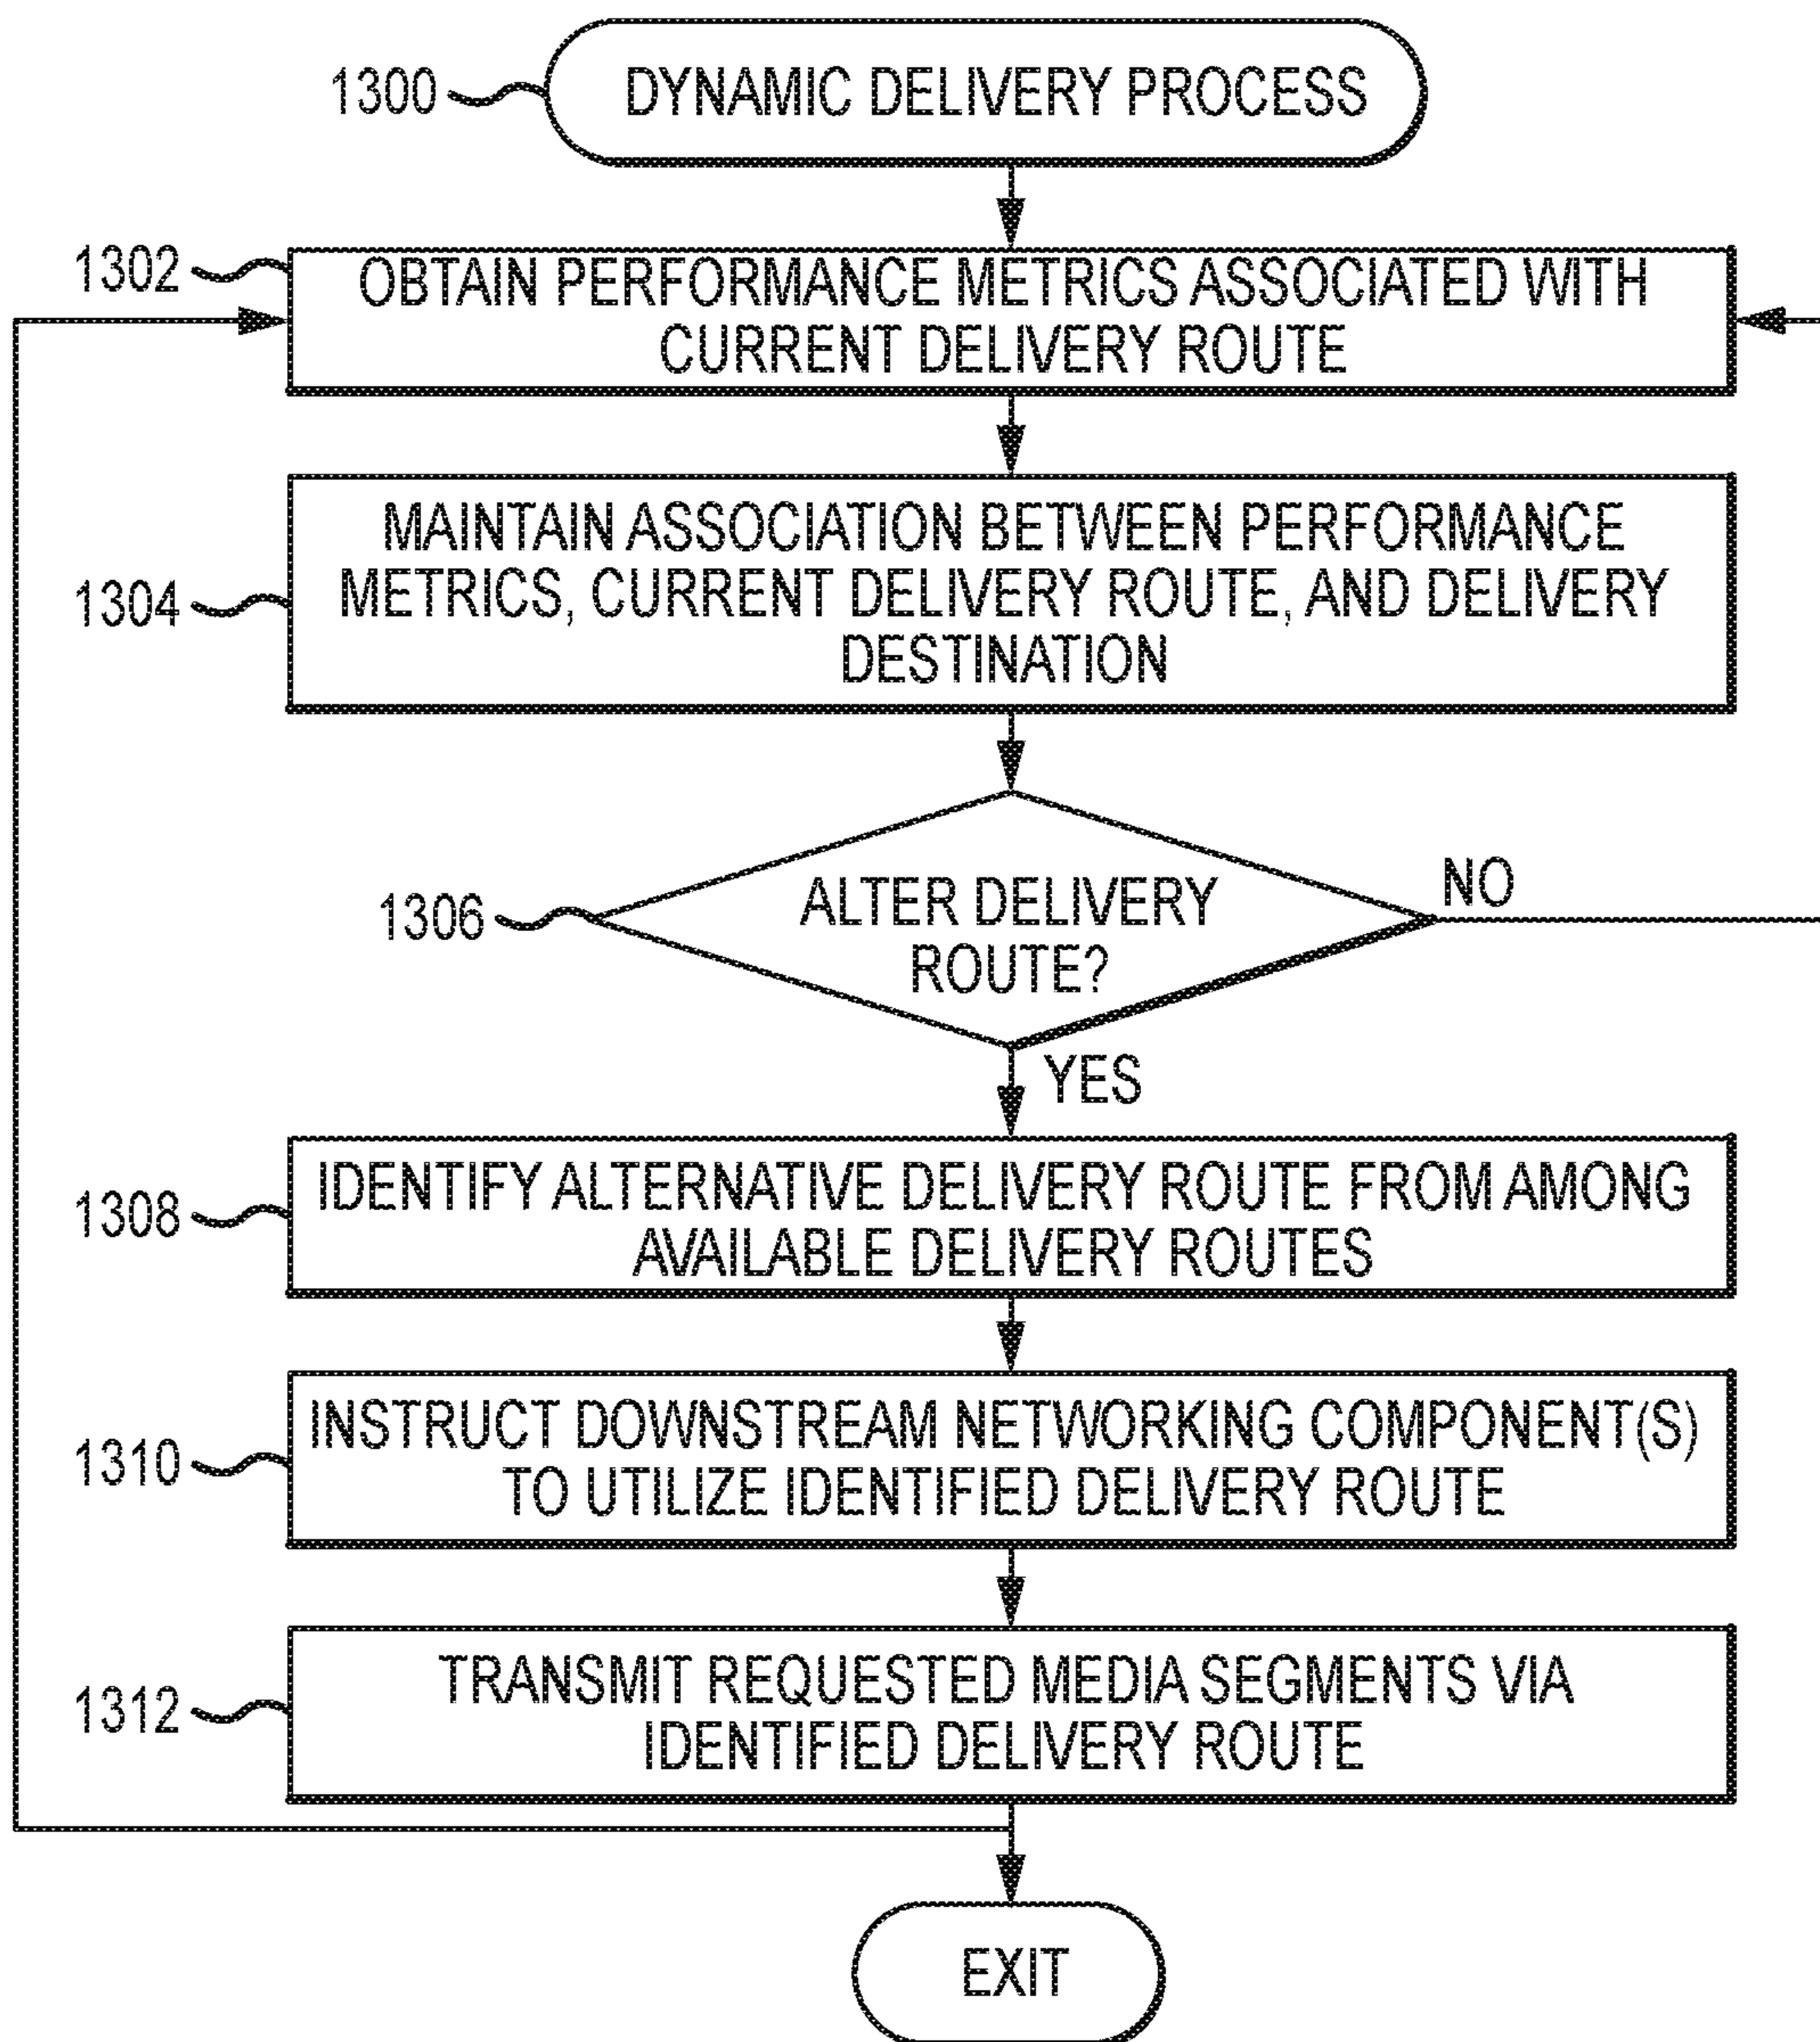 1300
DYNAMIC DELIVERY PROCESS
1302
OBTAIN PERFORMANCE METRICS ASSOCIATED WITH
CURRENT DELIVERY ROUTE
1304
MAINTAIN ASSOCIATION BETWEEN PERFORMANCE
METRICS, CURRENT DELIVERY ROUTE, AND DELIVERY
DESTINATION
1306
ALTER DELIVERY
ROUTE?
NO
YES
1308
IDENTIFY ALTERNATIVE DELIVERY ROUTE FROM AMONG
AVAILABLE DELIVERY ROUTES
1310
INSTRUCT DOWNSTREAM NETWORKING COMPONENT(S)
TO UTILIZE IDENTIFIED DELIVERY ROUTE
1312
TRANSMIT REQUESTED MEDIA SEGMENTS VIA
IDENTIFIED DELIVERY ROUTE
EXIT